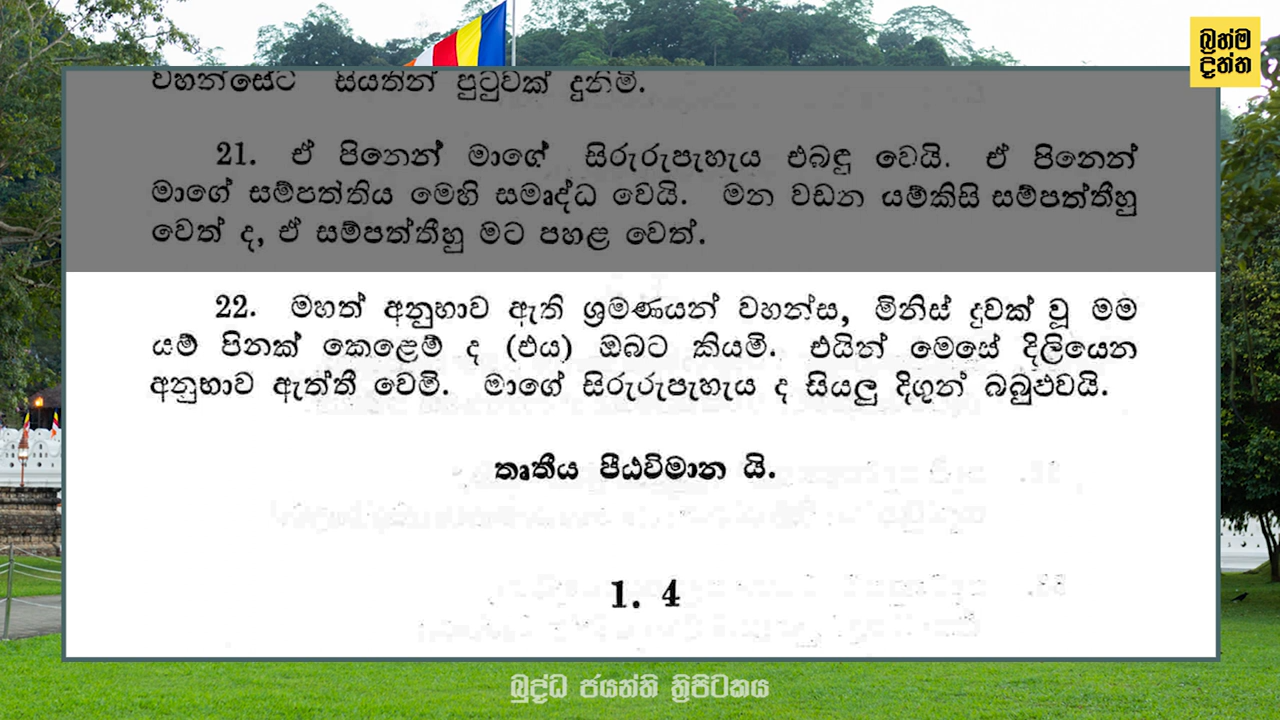 බ්‍රහ්ම
දත්ත
වහන්සේට සියතින් පුටුවක් දුනිමි.
21. ඒ පිනෙන් මාගේ සිරුරුපැහැය එබඳු වෙයි. ඒ පිනෙන්
මාගේ සම්පත්තිය මෙහි සමෘද්ධ වෙයි. මන වඩන යම්කිසි සම්පත්තීහු
වෙත් ද, ඒ සම්පත්තීහු මට පහළ වෙත්.
22. මහත් අනුභාව ඇති ශ්‍රමණයන් වහන්ස, මිනිස් දුවක් වූ මම
යම් පිනක් කෙළෙම් ද (එය) ඔබට කියමි. එයින් මෙසේ දිලියෙන
අනුභාව ඇත්තී වෙමි. මාගේ සිරුරුපැහැය ද සියලු දිගුන් බබුළුවයි.
තෘතීය පීඨවිමාන යි.
1. 4
බුද්ධ ජයන්ති ත්‍රිපිටකය